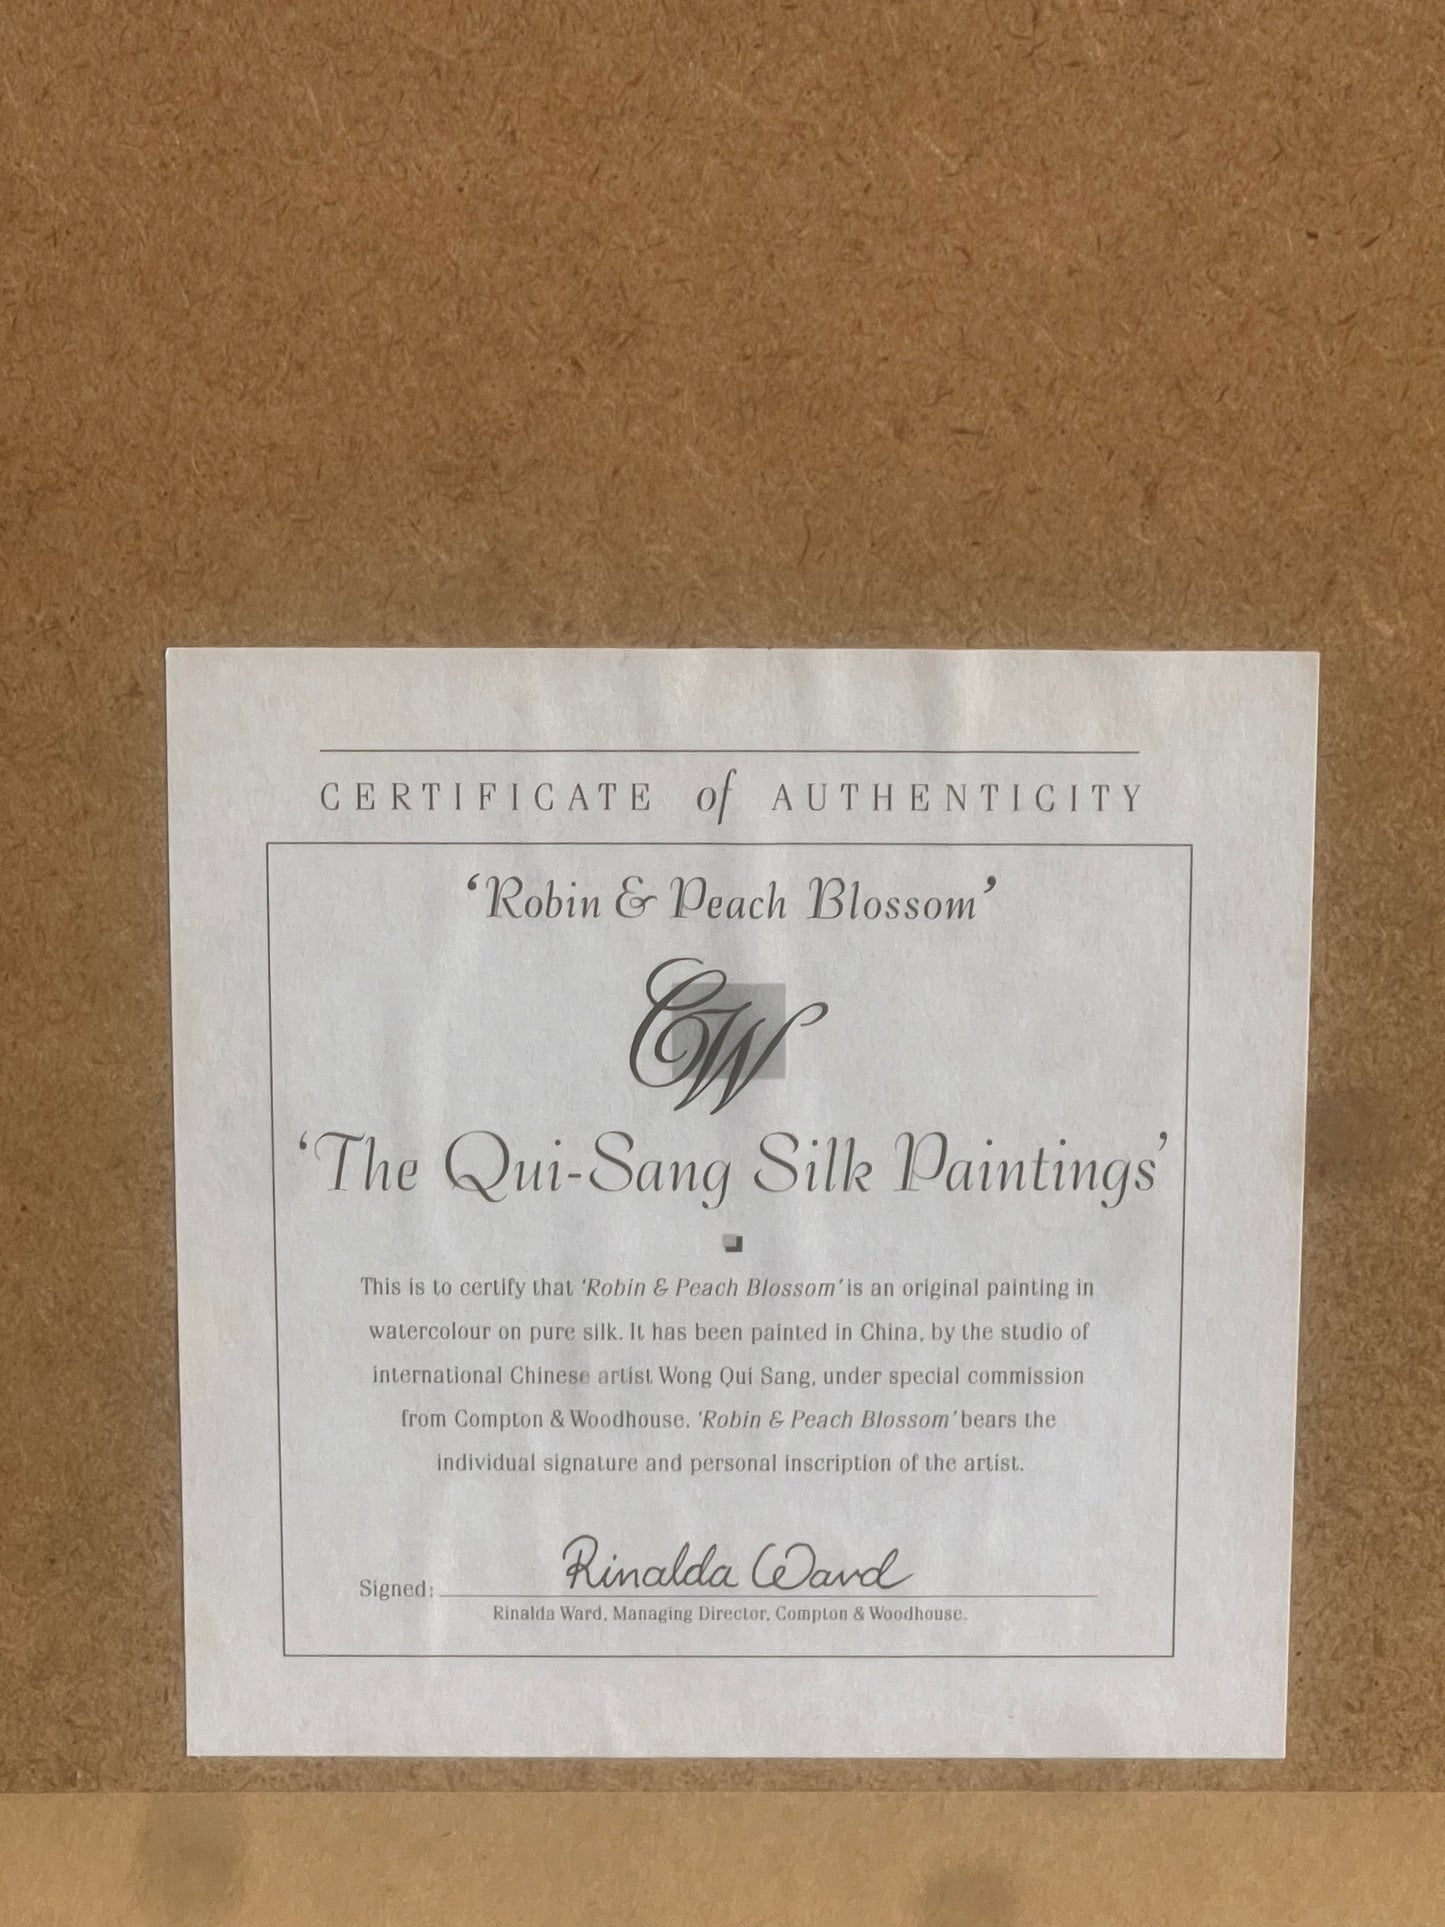 CERTIFICATE of AUTHENTICITY
‘Robin & Peach Blossom’
CW
‘The Qui-Sang Silk Paintings’
This is to certify that ‘Robin & Peach Blossom’ is an original painting in
watercolour on pure silk. It has been painted in China, by the studio of
international Chinese artist Wong Qui Sang, under special commission
from Compton & Woodhouse. ‘Robin & Peach Blossom’ bears the
individual signature and personal inscription of the artist.
Rinalda Ward
Signed:
Rinalda Ward, Managing Director, Compton & Woodhouse.